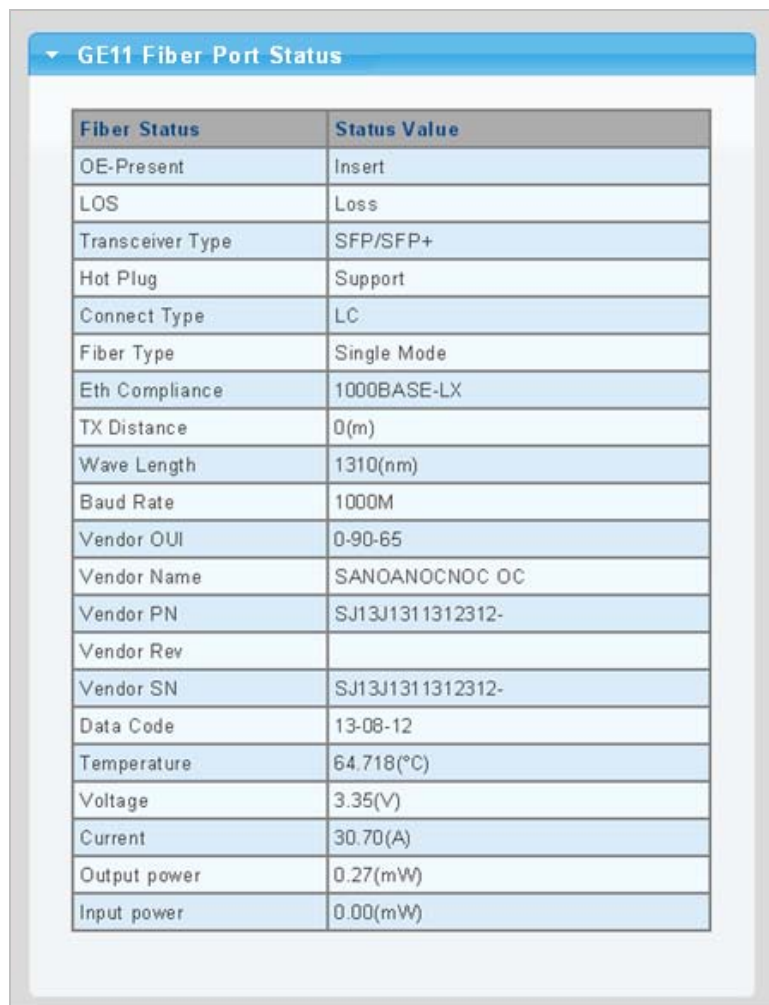 GE11 Fiber Port Status
Fiber Status Status Value
OE-Present Insert
LOS Loss
Transceiver Type SFP/SFP+
Hot Plug Support
Connect Type LC
Fiber Type Single Mode
Eth Compliance 1000BASE-LX
TX Distance 0(m)
Wave Length 1310(nm)
Baud Rate 1000M
Vendor OUI 0-90-65
Vendor Name SANOANOCNOC OC
Vendor PN SJ13J1311312312-
Vendor Rev
Vendor SN SJ13J1311312312-
Data Code 13-08-12
Temperature 64.718(°C)
Voltage 3.35(V)
Current 30.70(A)
Output power 0.27(mW)
Input power 0.00(mW)